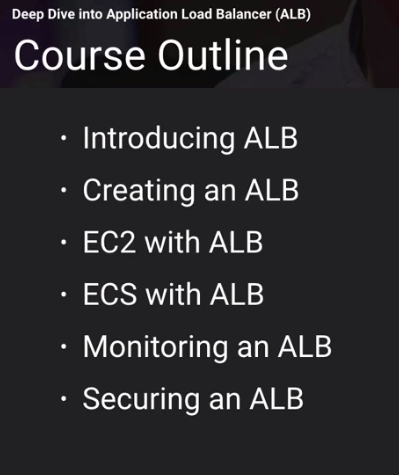 Deep Dive into Application Load Balancer (ALB)
Course Outline
• Introducing ALB
• Creating an ALB
• EC2 with ALB
• ECS with ALB
• Monitoring an ALB
• Securing an ALB